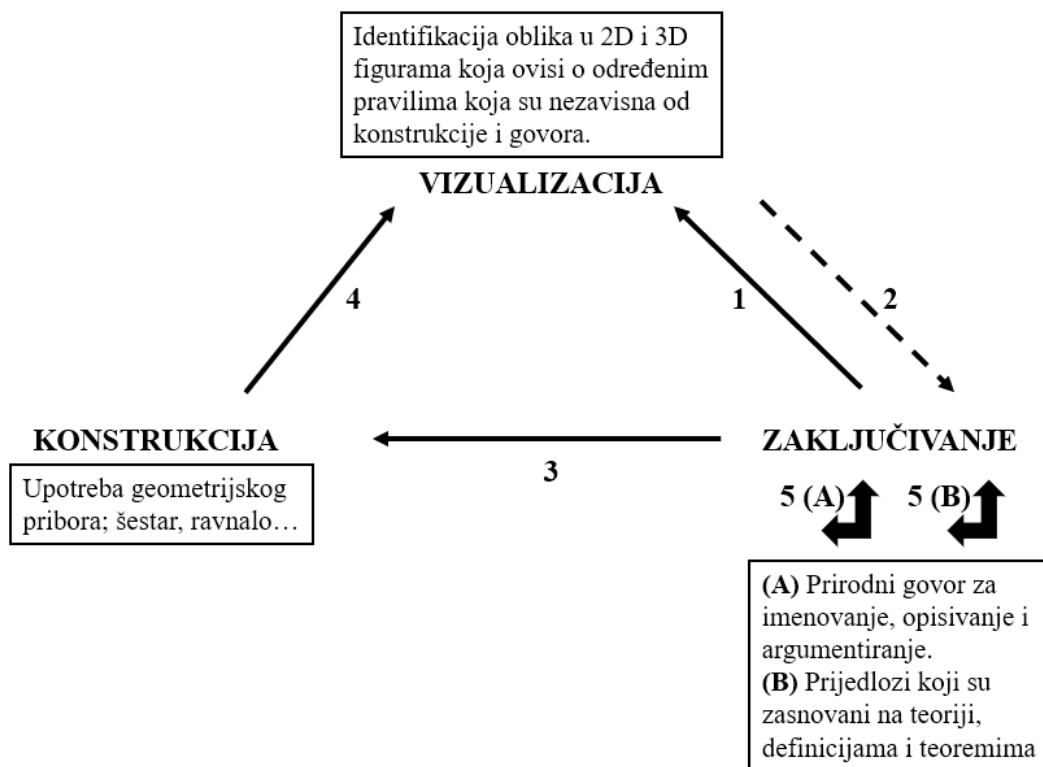 Identifikacija oblika u 2D i 3D
figurama koja ovisi o određenim
pravilima koja su nezavisna od
konstrukcije i govora.
VIZUALIZACIJA
4
1
2
KONSTRUKCIJA
ZAKLJUČIVANJE
3
Upotreba geometrijskog
pribora; šestar, ravnalo…
5 (A)
5 (B)
(A) Prirodni govor za
imenovanje, opisivanje i
argumentiranje.
(B) Prijedlozi koji su
zasnovani na teoriji,
definicijama i teoremima